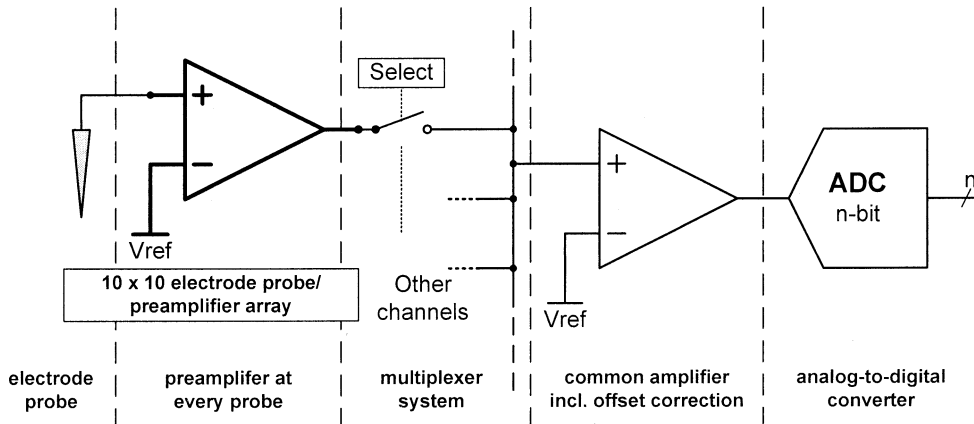 Select
+
−
Vref
10 x 10 electrode probe/
preamplifier array
Other
channels
+
−
Vref
ADC
n-bit
n
electrode
probe
preamplifer at
every probe
multiplexer
system
common amplifier
incl. offset correction
analog-to-digital
converter